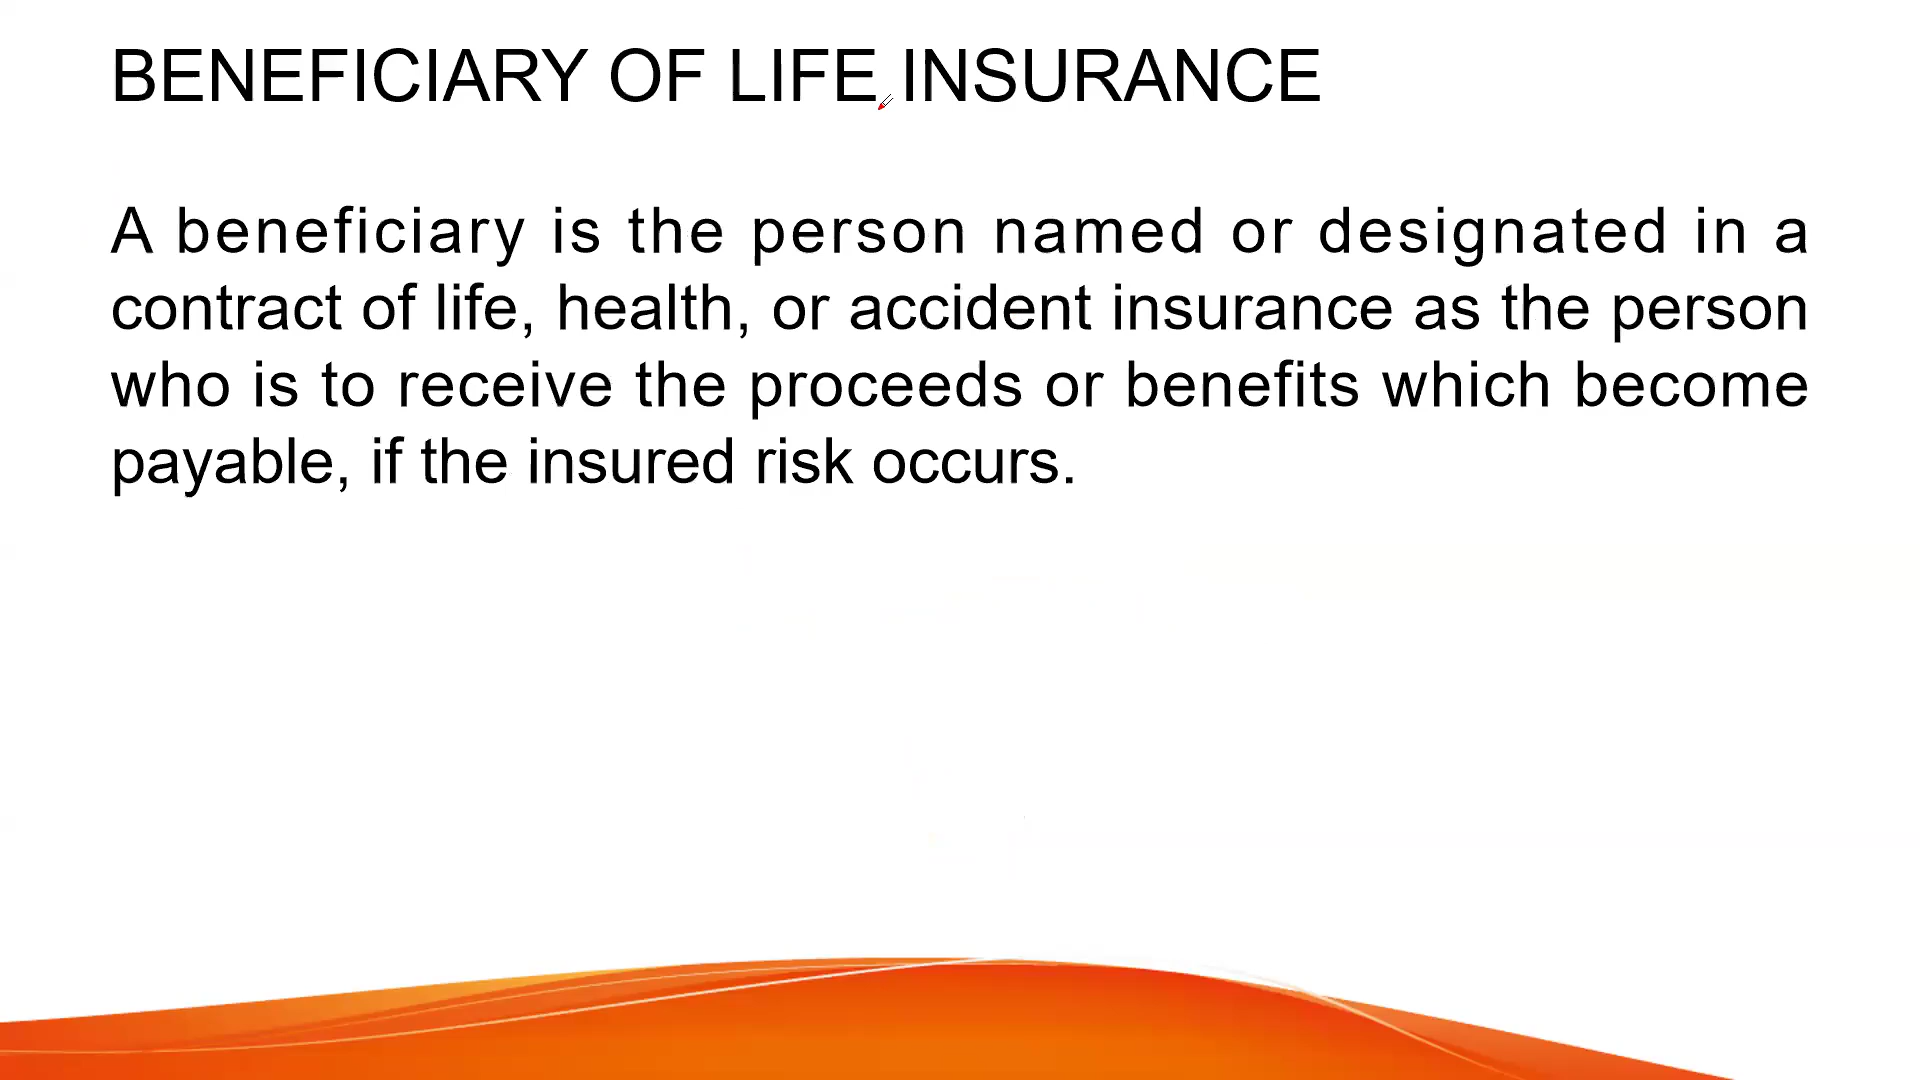 BENEFICIARY OF LIFE INSURANCE
A beneficiary is the person named or designated in a
contract of life, health, or accident insurance as the person
who is to receive the proceeds or benefits which become
payable, if the insured risk occurs.